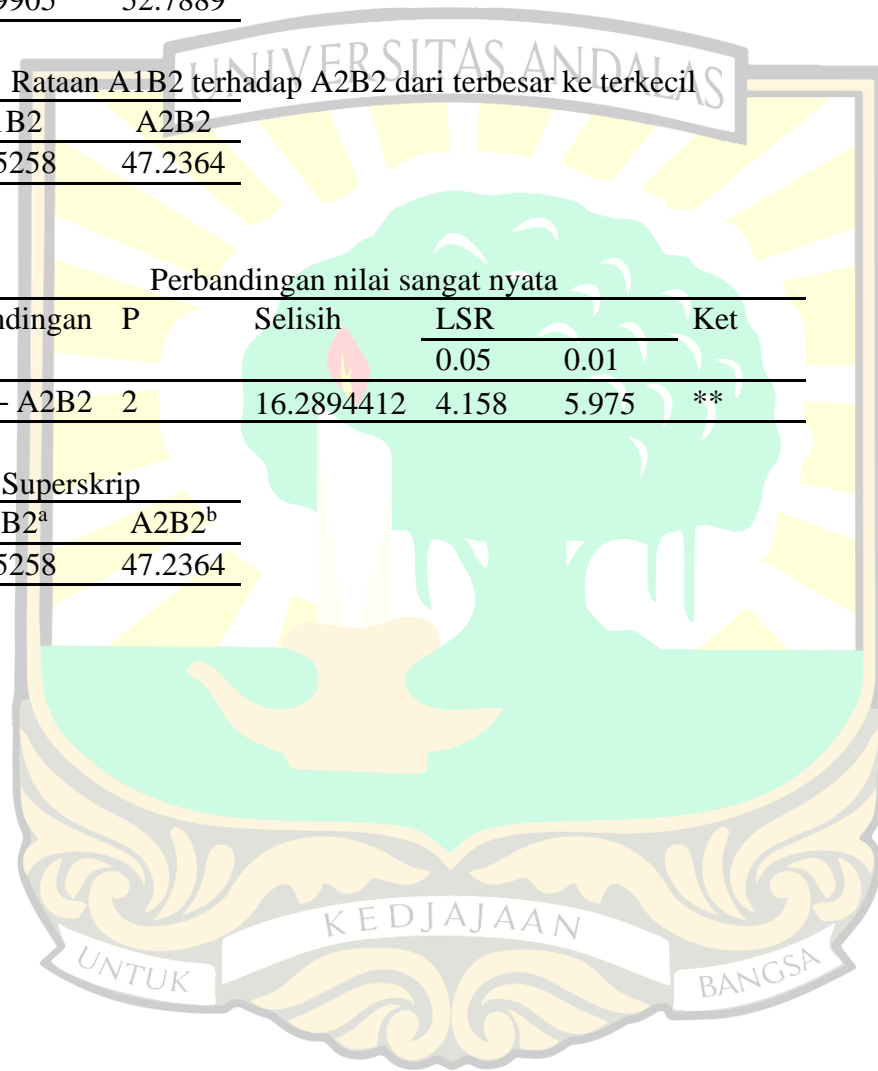 52.7889
UNIVERSITAS ANDALAS
Rataan A1B2 terhadap A2B2 dari terbesar ke terkecil
B2 A2B2
5258 47.2364
Perbandingan nilai sangat nyata
ndingan P Selisih LSR Ket
0.05 0.01
- A2B2 2 16.2894412 4.158 5.975 **
Superskrip
B2ᵃ A2B2ᵇ
5258 47.2364
KEDJAJAAN
UNTUK BANGSA